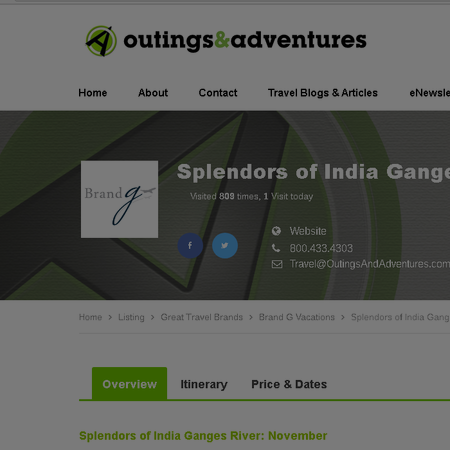 outings&adventures
Home About Contact Travel Blogs & Articles eNewsle
Splendors of India Gange
Visited 809 times, 1 Visit today
Brand g
Website
800.433.4303
Travel@OutingsAndAdventures.com
Home > Listing > Great Travel Brands > Brand G Vacations > Splendors of India Gang
Overview Itinerary Price & Dates
Splendors of India Ganges River: November